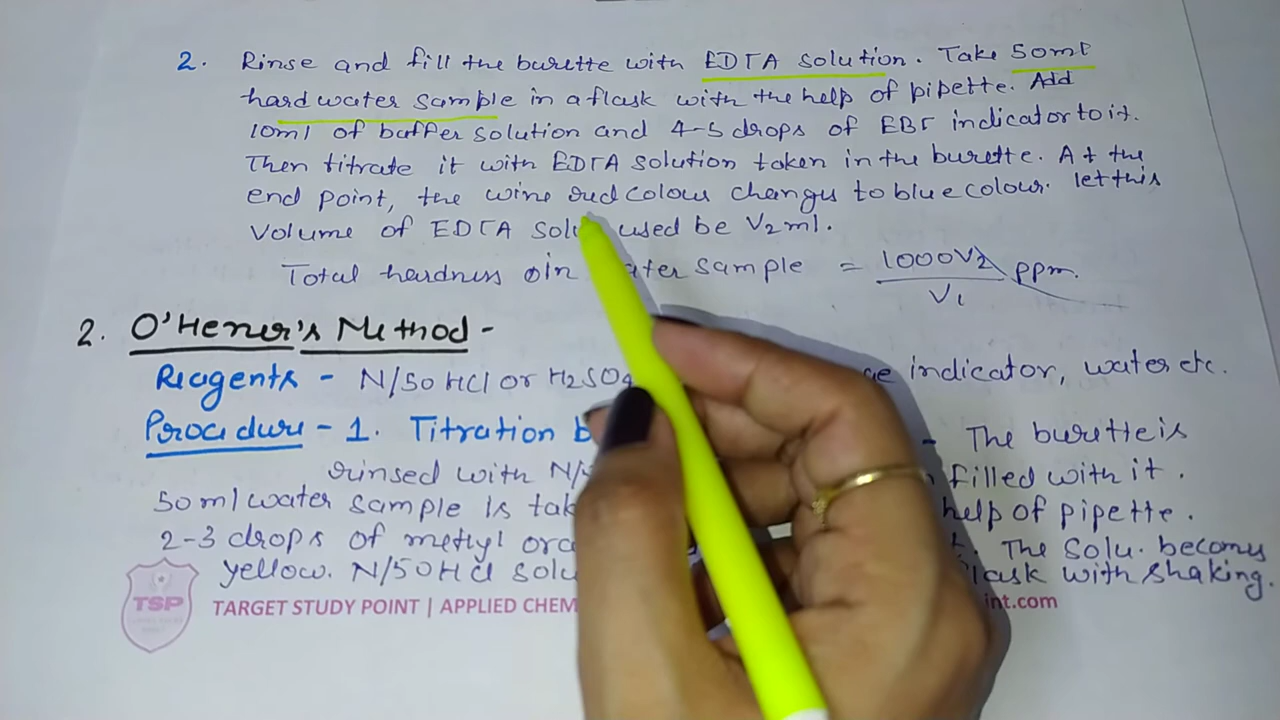 2. Rinse and fill the burette with EDTA solution. Take 50ml
hard water sample in a flask with the help of pipette. Add
10ml of buffer solution and 4-5 drops of EBT indicator to it.
Then titrate it with EDTA solution taken in the burette. At the
end point, the wine red colour changes to blue colour. let this
Volume of EDTA solu used be V2 ml.
Total hardness in water sample = 1000V2 / V1 ppm.
2. O'Hener's Method -
Reagents - N/50 HCl or H2SO4 indicator, water etc.
Procedure - 1. Titration - The burette is
rinsed with filled with it.
50ml water sample is help of pipette.
2-3 drops of metlyl The Solu. becomes
yellow. N/50 HCl flask with shaking.
TSP
TARGET STUDY POINT | APPLIED CHEM